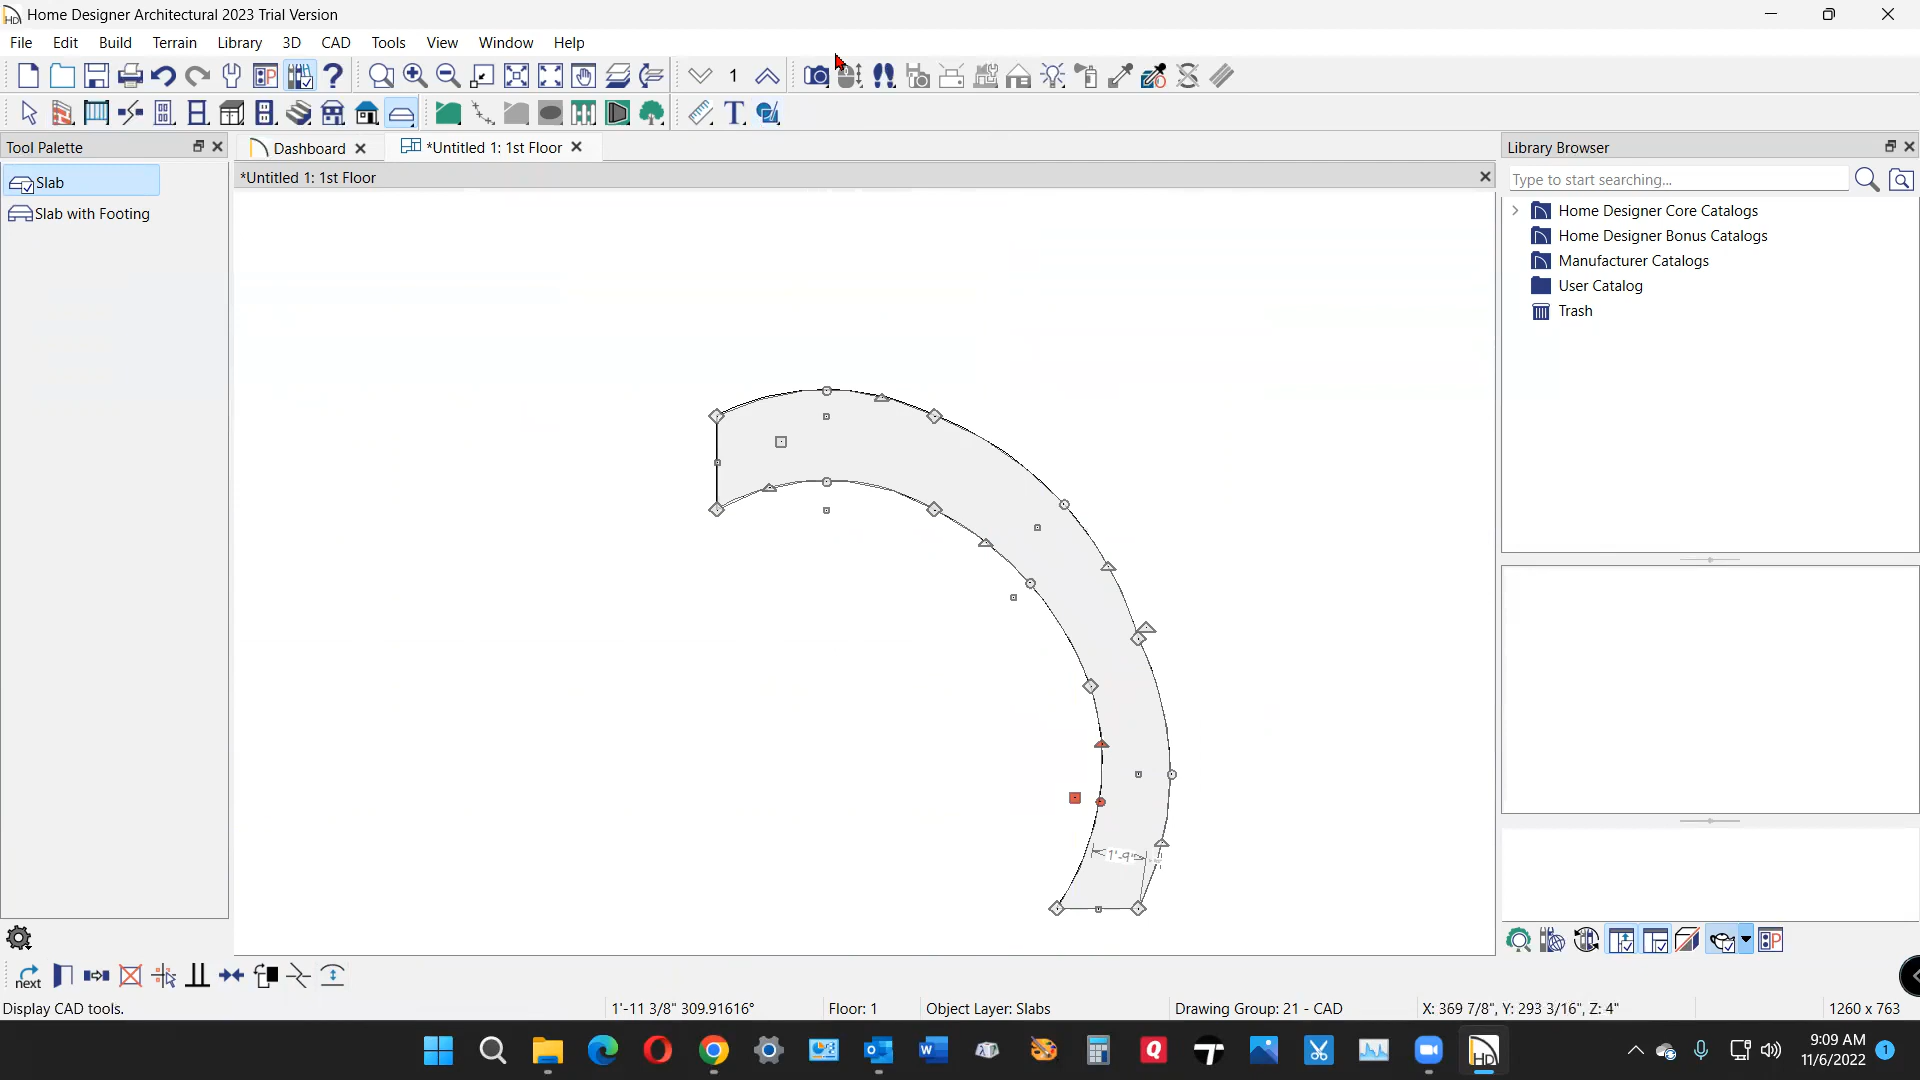 Home Designer Architectural 2023 Trial Version
File Edit Build Terrain Library 3D CAD Tools View Window Help
1
Tool Palette
Dashboard
*Untitled 1: 1st Floor
Library Browser
*Untitled 1: 1st Floor
Slab
Slab with Footing
Type to start searching...
Home Designer Core Catalogs
Home Designer Bonus Catalogs
Manufacturer Catalogs
User Catalog
Trash
1'-9"
next
Display CAD tools.
1'-11 3/8" 309.91616°
Floor: 1
Object Layer: Slabs
Drawing Group: 21 - CAD
X: 369 7/8", Y: 293 3/16", Z: 4"
1260 x 763
9:09 AM
11/6/2022
1